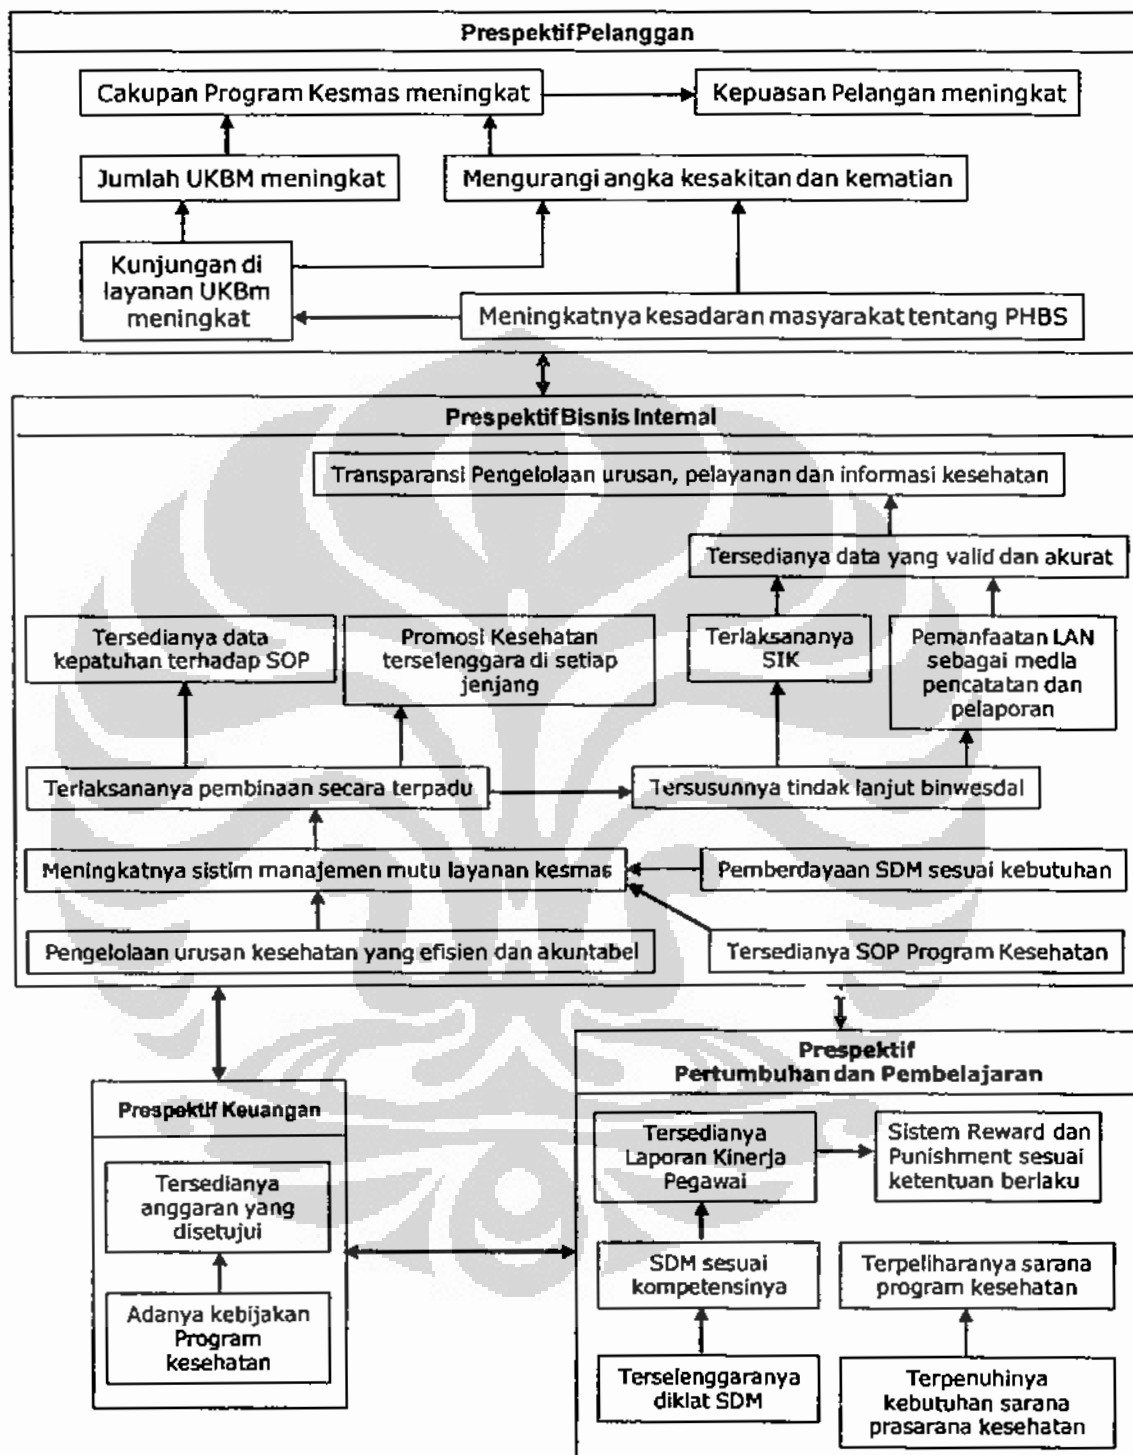 Prespektif Pelanggan
Cakupan Program Kesmas meningkat
Kepuasan Pelangan meningkat
Jumlah UKBM meningkat
Mengurangi angka kesakitan dan kematian
Kunjungan di
layanan UKBm
meningkat
Meningkatnya kesadaran masyarakat tentang PHBS
Prespektif Bisnis Internal
Transparansi Pengelolaan urusan, pelayanan dan informasi kesehatan
Tersedianya data yang valid dan akurat
Tersedianya data
kepatuhan terhadap SOP
Promosi Kesehatan
terselenggara di setiap
jenjang
Terlaksananya
SIK
Pemanfaatan LAN
sebagai media
pencatatan dan
pelaporan
Terlaksananya pembinaan secara terpadu
Tersusunnya tindak lanjut binwesdal
Meningkatnya sistim manajemen mutu layanan kesmas
Pemberdayaan SDM sesuai kebutuhan
Pengelolaan urusan kesehatan yang efisien dan akuntabel
Tersedianya SOP Program Kesehatan
Prespektif Keuangan
Tersedianya
anggaran yang
disetujui
Adanya kebijakan
Program
kesehatan
Prespektif
Pertumbuhan dan Pembelajaran
Tersedianya
Laporan Kinerja
Pegawai
Sistem Reward dan
Punishment sesuai
ketentuan berlaku
SDM sesuai
kompetensinya
Terpeliharanya sarana
program kesehatan
Terselenggaranya
diklat SDM
Terpenuhinya
kebutuhan sarana
prasarana kesehatan